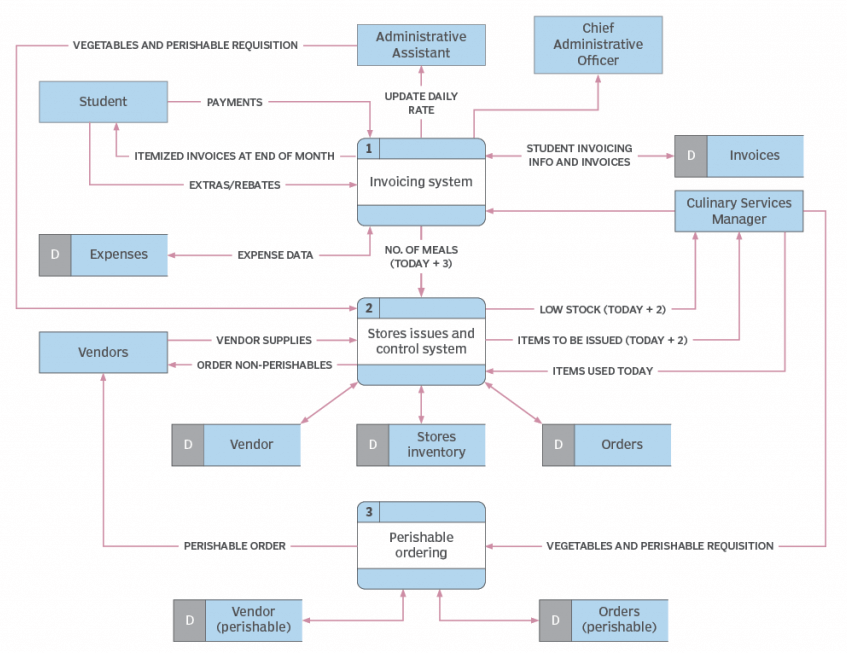 VEGETABLES AND PERISHABLE REQUISITION
Administrative
Assistant
Chief
Administrative
Officer
Student
PAYMENTS
UPDATE DAILY
RATE
1
ITEMIZED INVOICES AT END OF MONTH
STUDENT INVOICING
INFO AND INVOICES
D
Invoices
Invoicing system
EXTRAS/REBATES
Culinary Services
Manager
D
Expenses
EXPENSE DATA
NO. OF MEALS
(TODAY + 3)
2
LOW STOCK (TODAY + 2)
Vendors
VENDOR SUPPLIES
Stores issues and
control system
ITEMS TO BE ISSUED (TODAY + 2)
ORDER NON-PERISHABLES
ITEMS USED TODAY
D
Vendor
D
Stores
inventory
D
Orders
3
PERISHABLE ORDER
Perishable
ordering
VEGETABLES AND PERISHABLE REQUISITION
D
Vendor
(perishable)
D
Orders
(perishable)